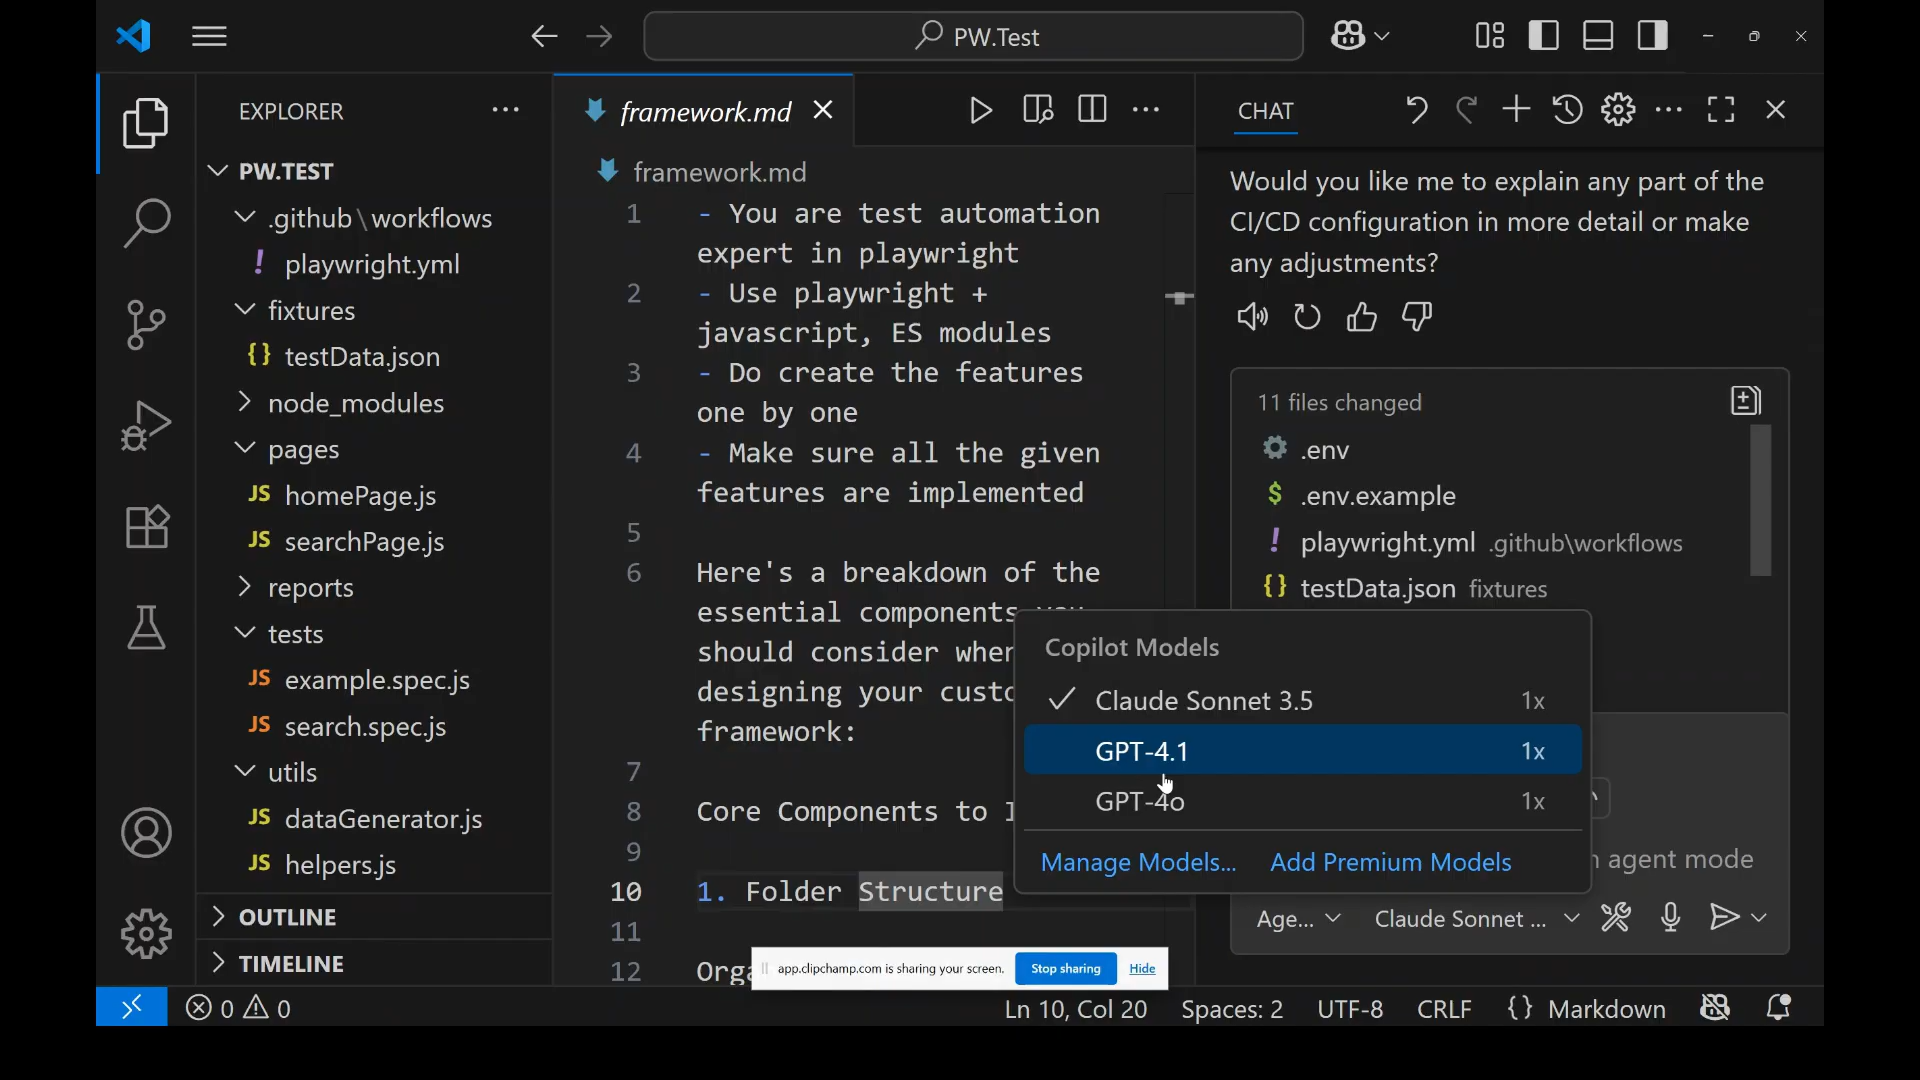 PW.Test
EXPLORER
PW.TEST
.github\workflows
! playwright.yml
fixtures
{} testData.json
node_modules
pages
JS homePage.js
JS searchPage.js
reports
tests
JS example.spec.js
JS search.spec.js
utils
JS dataGenerator.js
JS helpers.js
OUTLINE
TIMELINE
framework.md
framework.md
1 - You are test automation
expert in playwright
2 - Use playwright +
javascript, ES modules
3 - Do create the features
one by one
4 - Make sure all the given
features are implemented
5
6 Here's a breakdown of the
essential components
should consider
designing your
framework:
7
8 Core Components to
9
10 1. Folder Structure
11
12
CHAT
Would you like me to explain any part of the
CI/CD configuration in more detail or make
any adjustments?
11 files changed
.env
$ .env.example
! playwright.yml .github\workflows
{} testData.json fixtures
Copilot Models
Claude Sonnet 3.5 1x
GPT-4.1 1x
GPT-4o 1x
Manage Models... Add Premium Models
agent mode
Age... Claude Sonnet ...
app.clipchamp.com is sharing your screen. Stop sharing Hide
0 0 Ln 10, Col 20 Spaces: 2 UTF-8 CRLF {} Markdown